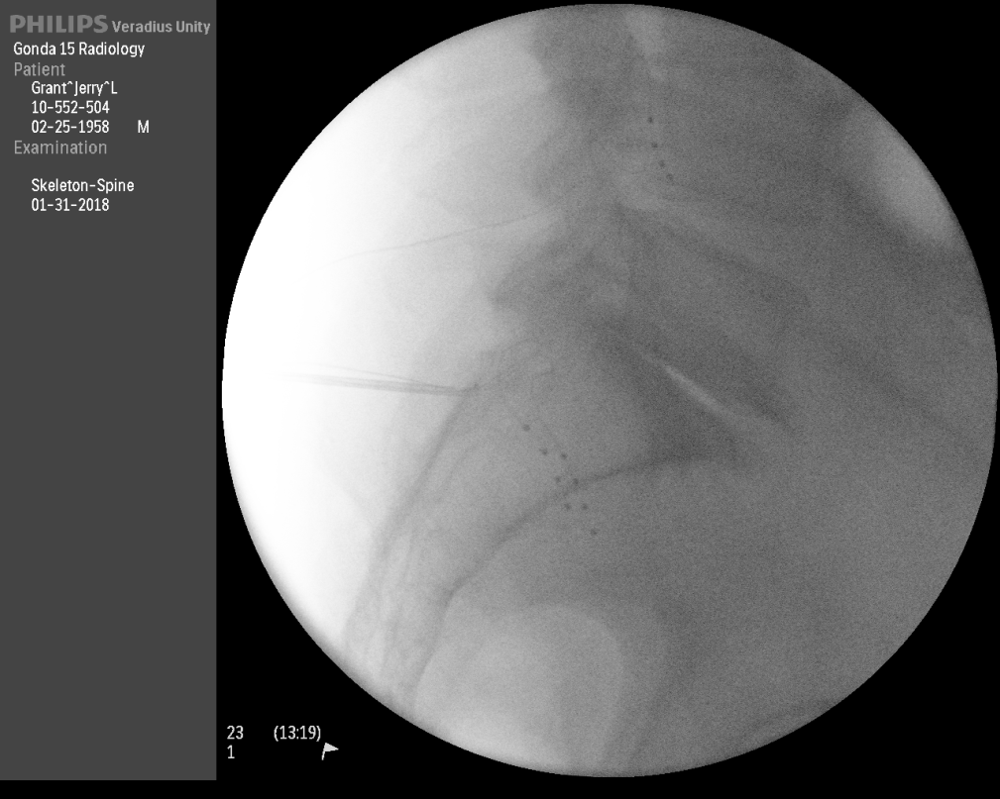 PHILIPS Veradius Unity
Gonda 15 Radiology
Patient
Grant^Jerry^L
10-552-504
02-25-1958 M
Examination
Skeleton-Spine
01-31-2018
23 (13:19)
1